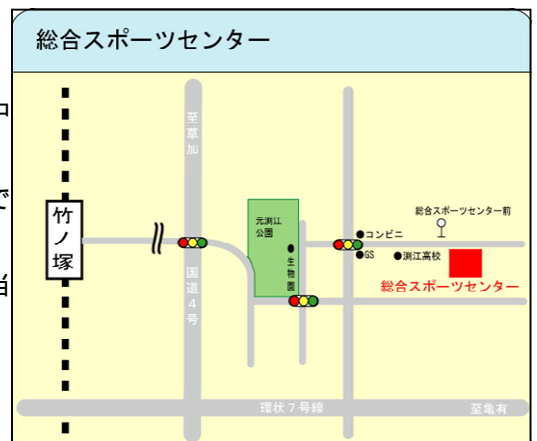 総合スポーツセンター
至草加
竹ノ塚
元渕江
公園
生物園
総合スポーツセンター前
コンビニ
GS
渕江高校
総合スポーツセンター
国道4号
環状7号線
至亀有
で